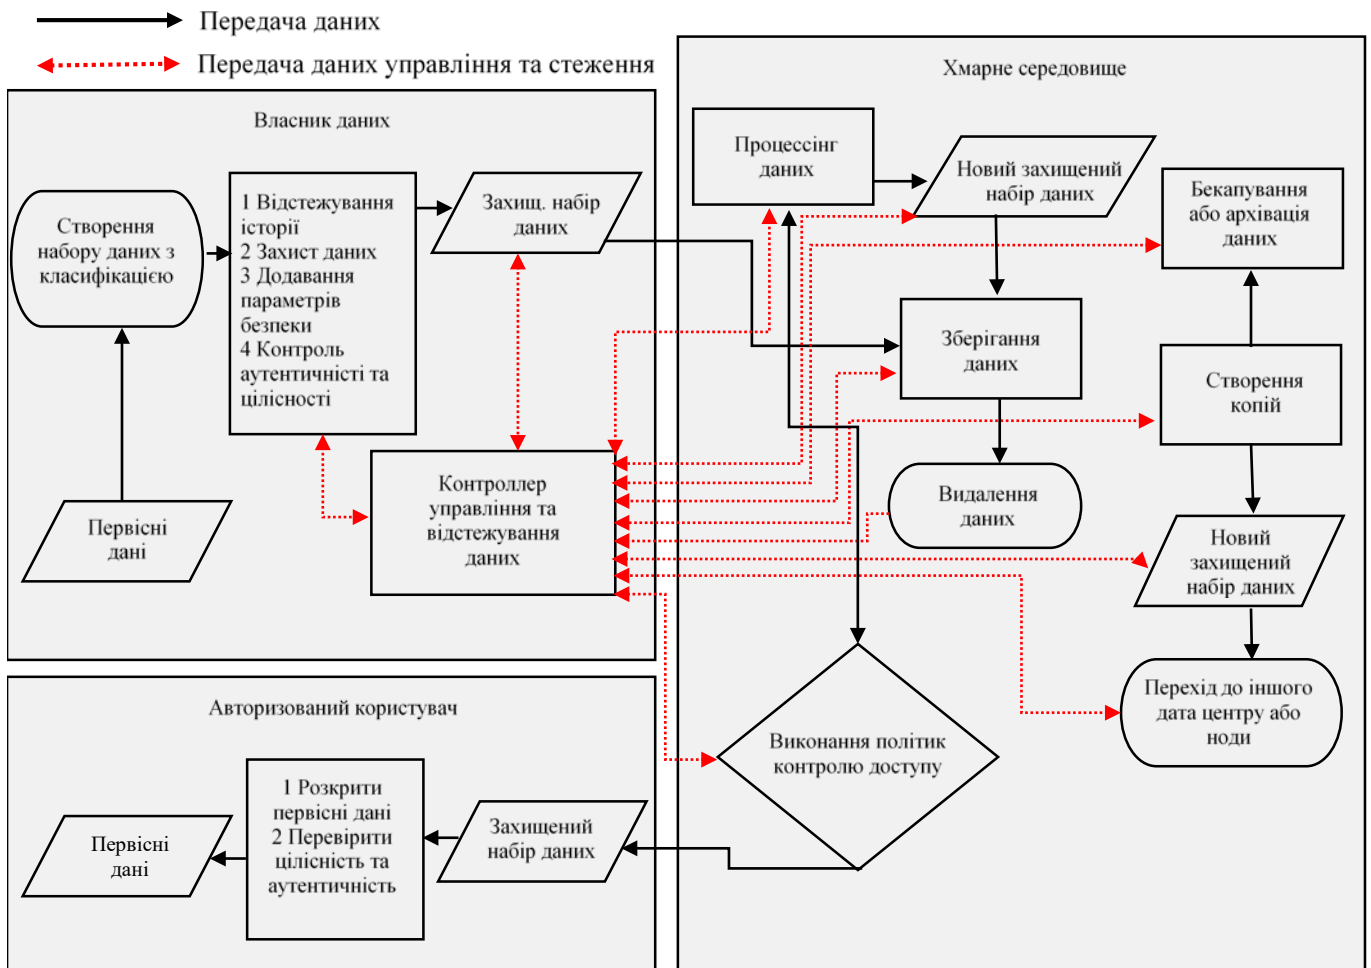 Передача даних
Передача даних управління та стеження
Власник даних
Створення
набору даних з
класифікацією
1 Відстежування
історії
2 Захист даних
3 Додавання
параметрів
безпеки
4 Контроль
аутентичністі та
цілісності
Захищ. набір
даних
Первісні
дані
Контроллер
управління та
відстежування
даних
Хмарне середовище
Процессінг
даних
Новий захищений
набір даних
Бекапування
або архівація
даних
Зберігання
даних
Створення
копій
Видалення
даних
Новий
захищений
набір даних
Перехід до іншого
дата центру або
ноди
Виконання політик
контролю доступу
Авторизований користувач
Первісні
дані
1 Розкрити
первісні дані
2 Перевірити
цілісність та
аутентичність
Захищений
набір даних